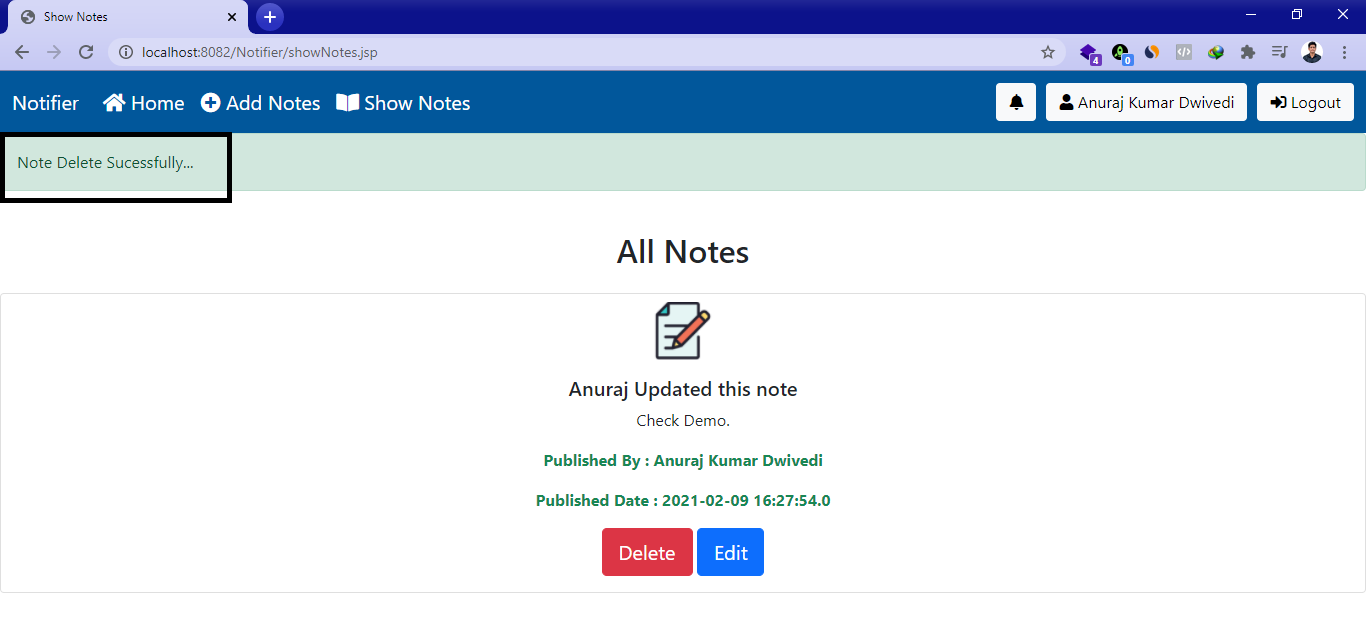 Show Notes
localhost:8082/Notifier/showNotes.jsp
4
0
Notifier Home Add Notes Show Notes Anuraj Kumar Dwivedi Logout
Note Delete Sucessfully...
All Notes
Anuraj Updated this note
Check Demo.
Published By : Anuraj Kumar Dwivedi
Published Date : 2021-02-09 16:27:54.0
Delete Edit